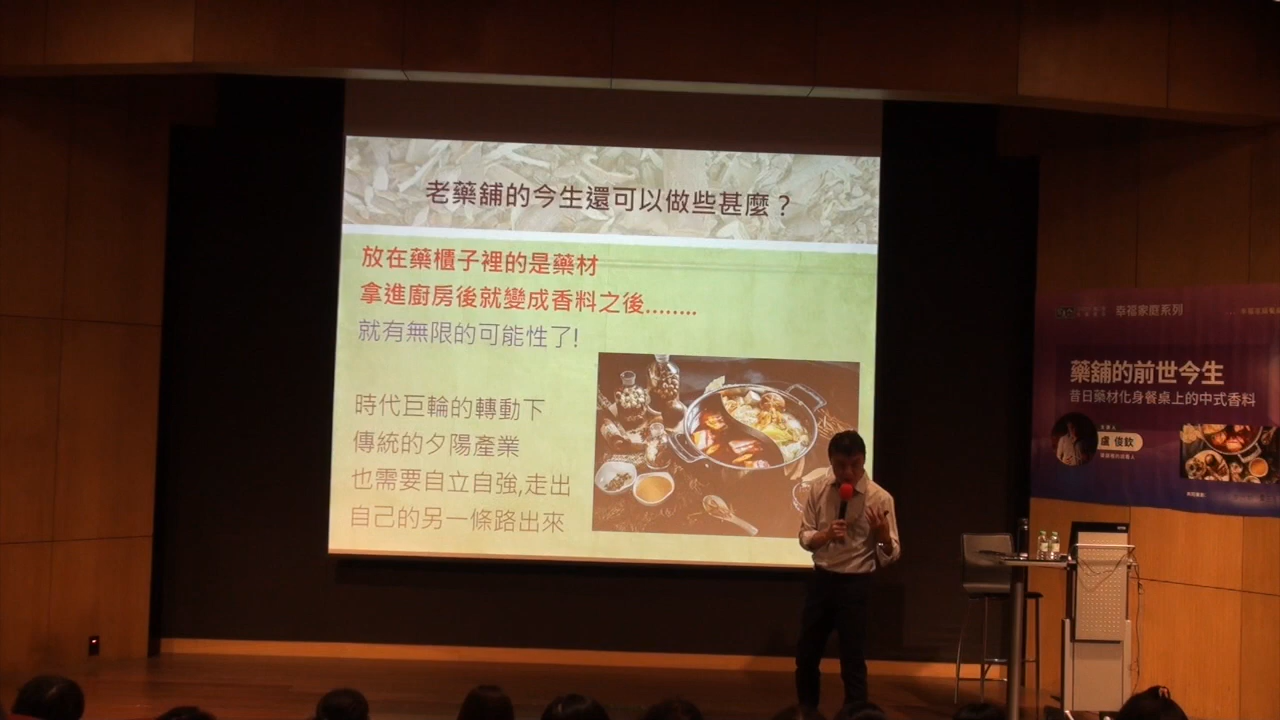 老藥舖的今生還可以做些甚麼？
放在藥櫃子裡的是藥材
拿進廚房後就變成香料之後........
就有無限的可能性了!
時代巨輪的轉動下
傳統的夕陽產業
也需要自立自強,走出
自己的另一條路出來
幸福家庭系列
藥舖的前世今生
昔日藥材化身餐桌上的中式香料
主講人
盧俊欽